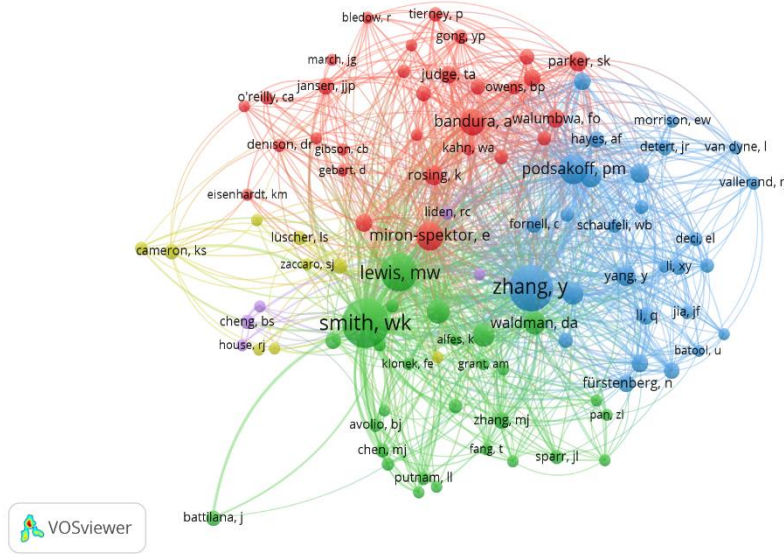 bledow, r
tierney, p
gong, yp
march, jg
jansen, jjp
judge, ta
parker, sk
o'reilly, ca
owens, bp
bandura, a
walumbwa, fo
morrison, ew
denison, dr
gibson, cb
kahn, wa
hayes, af
detert, jr
van dyne, l
gebert, d
rosing, k
podsakoff, pm
vallerand, r
eisenhardt, km
liden, rc
fornell, c
schaufeli, wb
lüscher, ls
miron-spektor, e
deci, el
cameron, ks
zaccaro, sj
lewis, mw
yang, y
li, xy
zhang, y
cheng, bs
smith, wk
waldman, da
li, q
jia, jf
house, rj
alfes, k
klonek, fe
grant, am
batool, u
fürstenberg, n
avolio, bj
zhang, mj
pan, zl
chen, mj
fang, t
sparr, jl
putnam, ll
battilana, j
VOSviewer